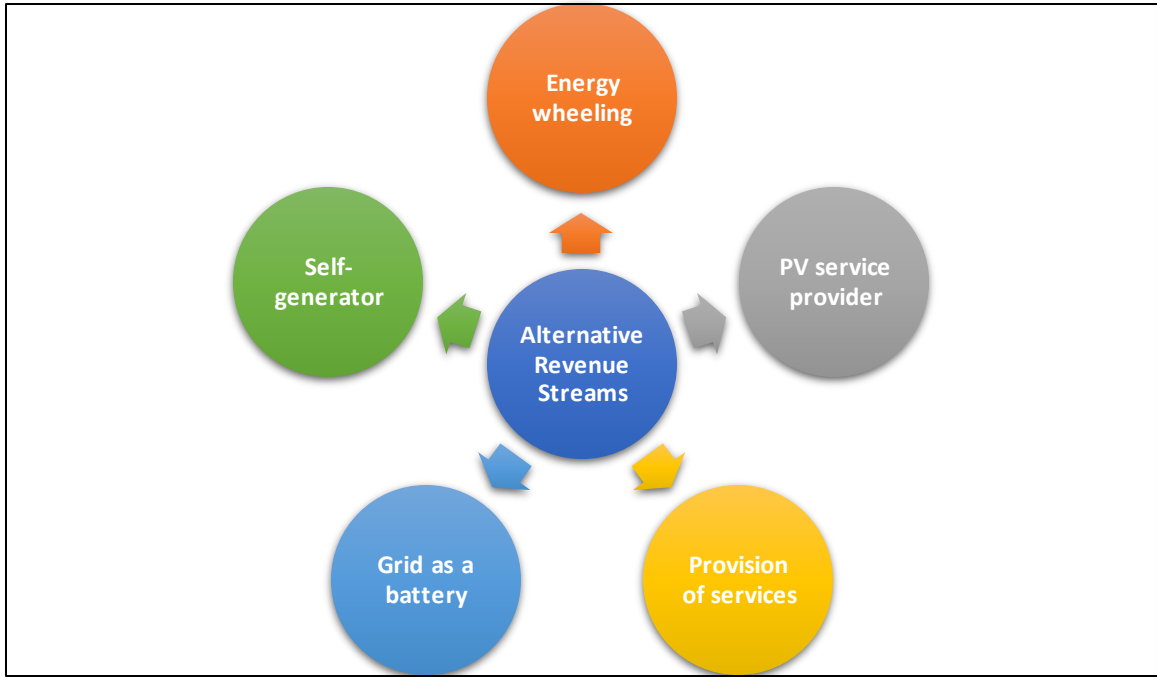 Energy
wheeling
PV service
provider
Provision
of services
Grid as a
battery
Self-
generator
Alternative
Revenue
Streams